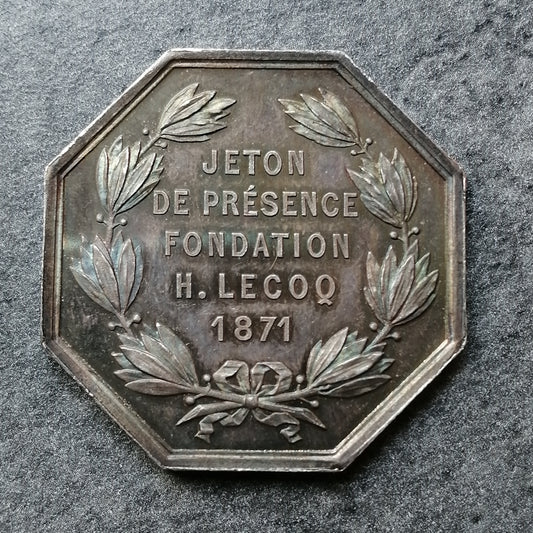 JETON
DE PRÉSENCE
FONDATION
H. LECOQ
1871